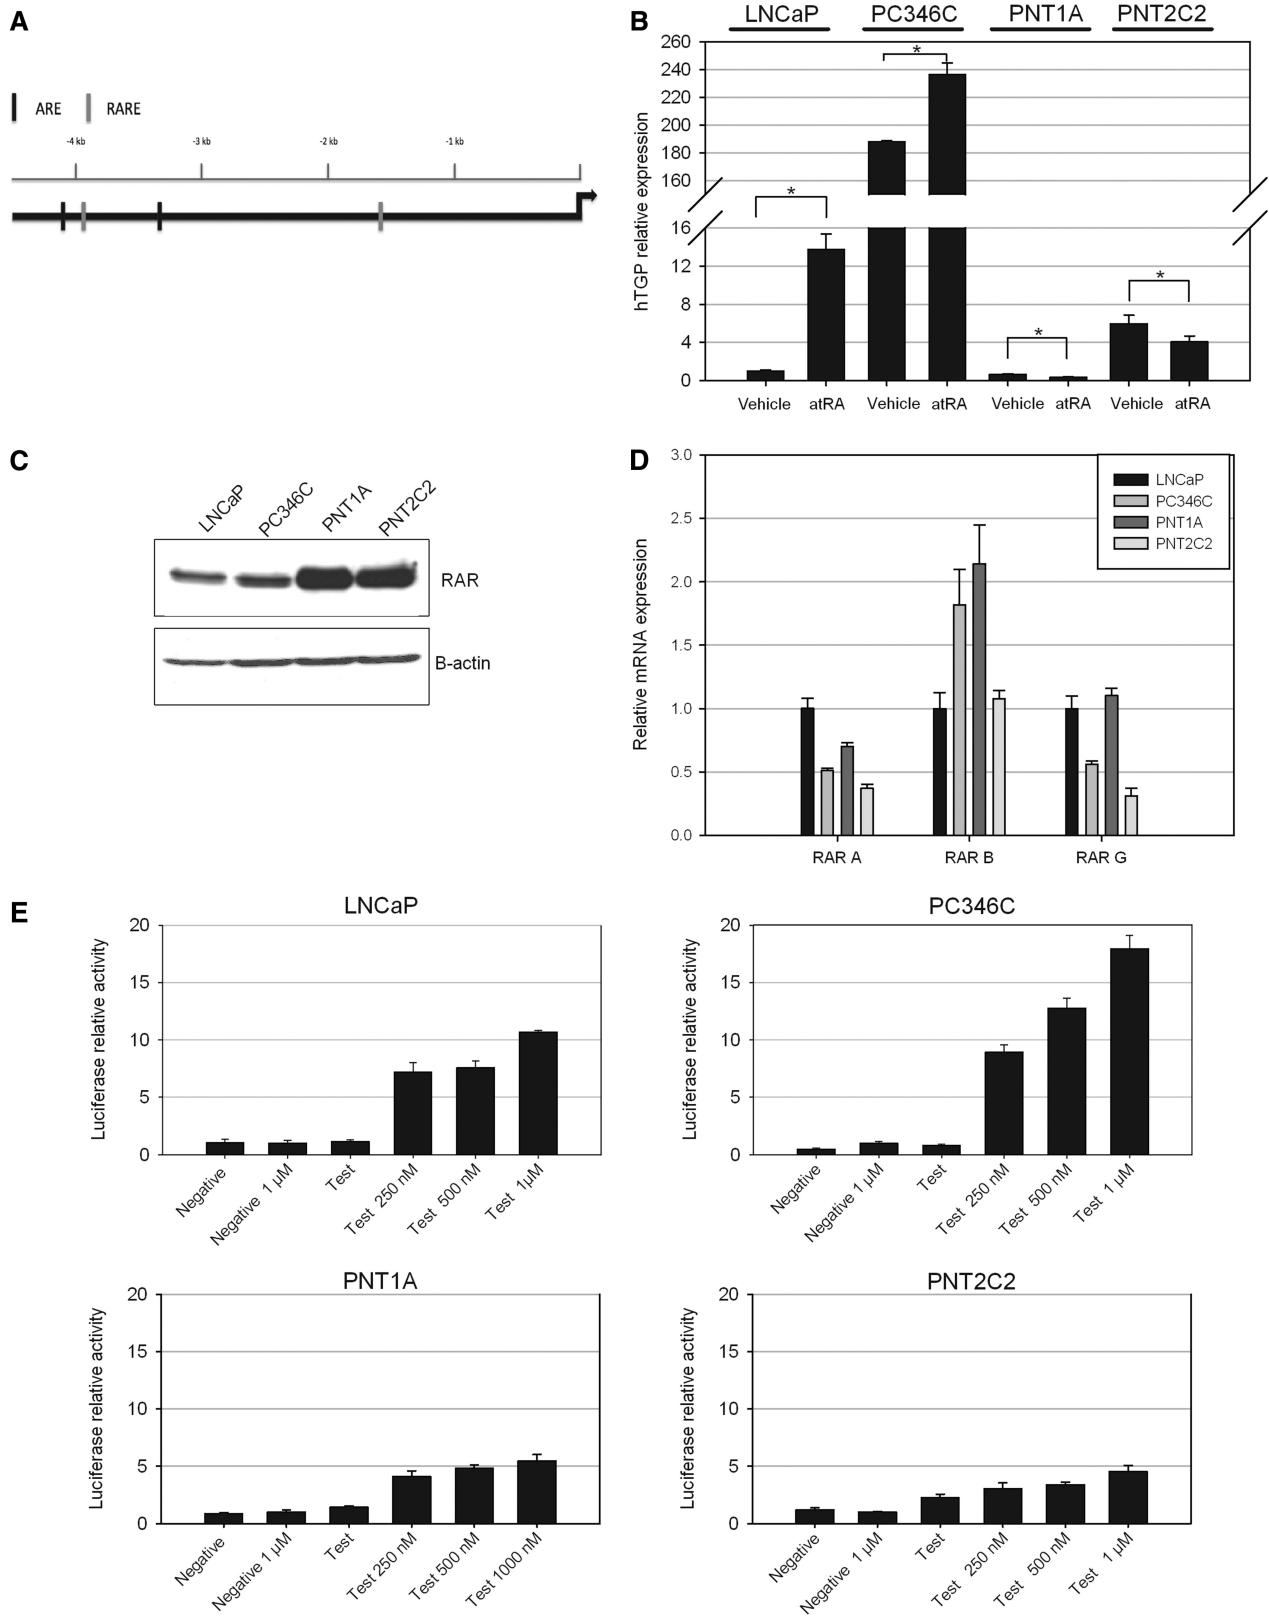 A
ARE RARE
-4 kb -3 kb -2 kb -1 kb
B
LNCaP PC346C PNT1A PNT2C2
hTGP relative expression
260
240
220
200
180
160
16
12
8
4
0
* * * *
Vehicle atRA Vehicle atRA Vehicle atRA Vehicle atRA
C
LNCaP PC346C PNT1A PNT2C2
RAR
B-actin
D
Relative mRNA expression
3.0
2.5
2.0
1.5
1.0
0.5
0.0
LNCaP
PC346C
PNT1A
PNT2C2
RAR A RAR B RAR G
E
LNCaP
Luciferase relative activity
20
15
10
5
0
Negative Negative 1 µM Test Test 250 nM Test 500 nM Test 1µM
PC346C
Luciferase relative activity
20
15
10
5
0
Negative Negative 1 µM Test Test 250 nM Test 500 nM Test 1 µM
PNT1A
Luciferase relative activity
20
15
10
5
0
Negative Negative 1 µM Test Test 250 nM Test 500 nM Test 1000 nM
PNT2C2
Luciferase relative activity
20
15
10
5
0
Negative Negative 1 µM Test Test 250 nM Test 500 nM Test 1 µM